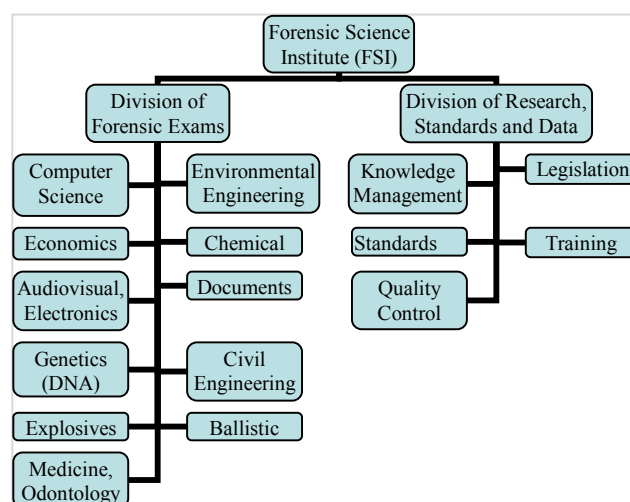 Forensic Science
Institute (FSI)
Division of
Forensic Exams
Division of Research,
Standards and Data
Computer
Science
Environmental
Engineering
Economics
Chemical
Audiovisual,
Electronics
Documents
Genetics
(DNA)
Civil
Engineering
Explosives
Ballistic
Medicine,
Odontology
Knowledge
Management
Legislation
Standards
Training
Quality
Control